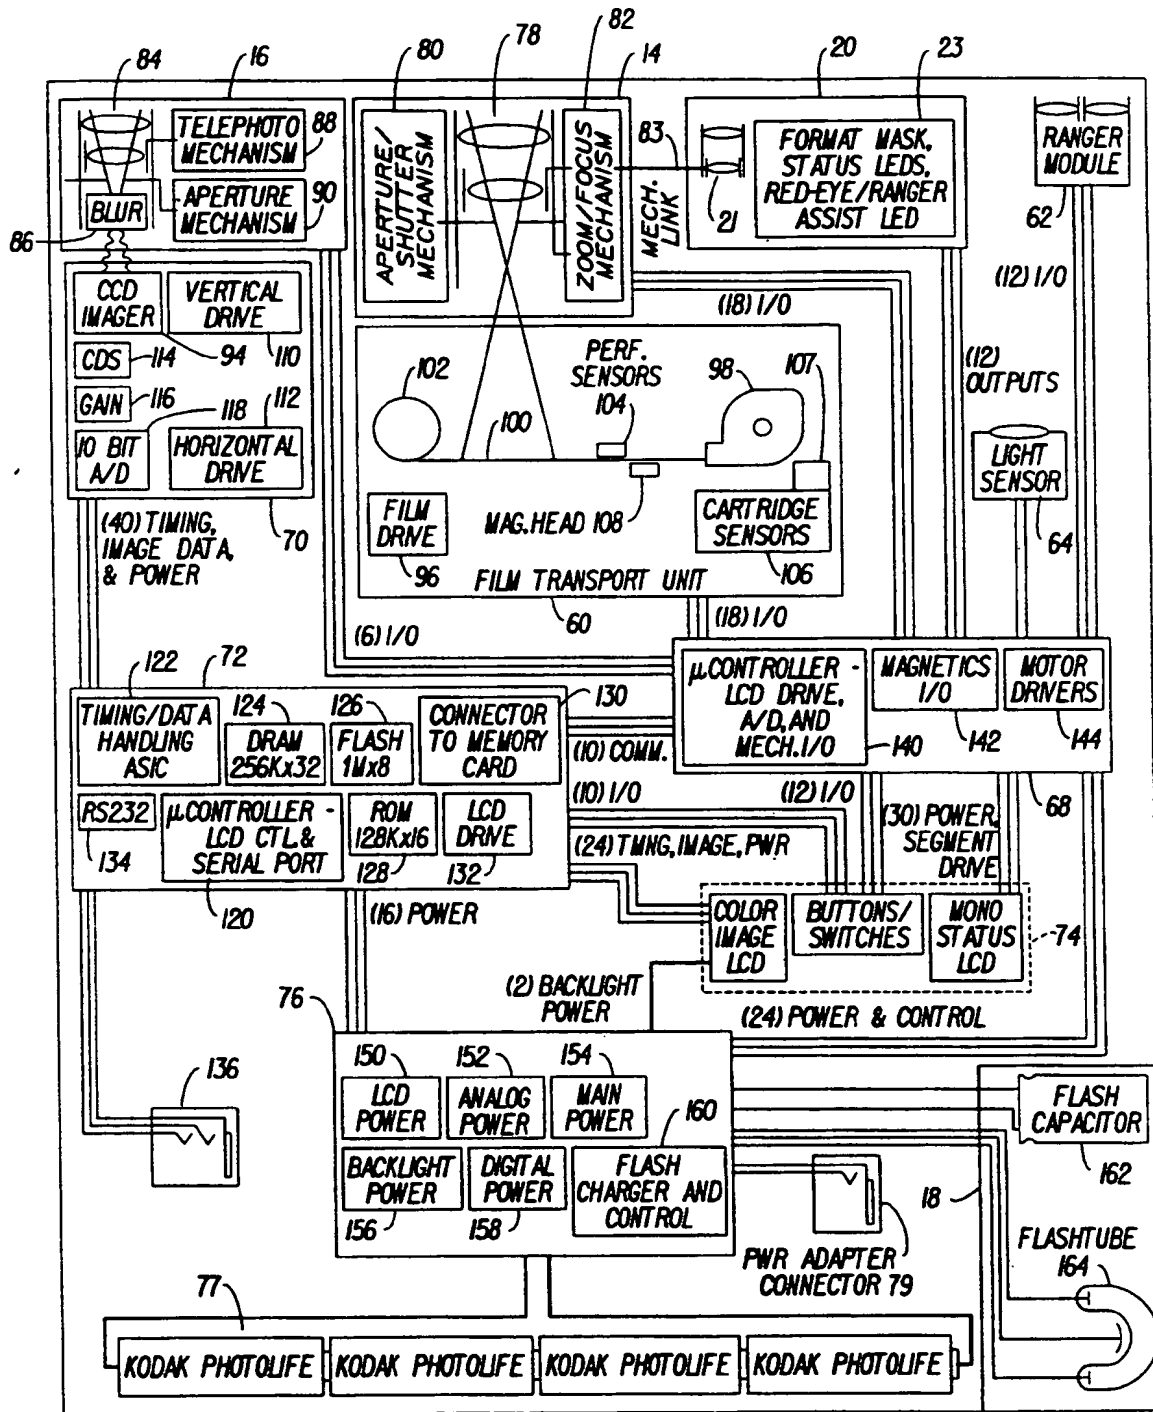 84
16
80
78
82
14
20
23
TELEPHOTO
MECHANISM
88
APERTURE
MECHANISM
90
BLUR
86
APERTURE/
SHUTTER
MECHANISM
ZOOM/FOCUS
MECHANISM
83
MECH.
LINK
21
FORMAT MASK,
STATUS LEDS,
RED-EYE/RANGER
ASSIST LED
RANGER
MODULE
62
CCD
IMAGER
VERTICAL
DRIVE
94
110
CDS
114
GAIN
116
118
112
10 BIT
A/D
HORIZONTAL
DRIVE
70
(40) TIMING,
IMAGE DATA,
& POWER
(18) I/O
(12) I/O
(12)
OUTPUTS
102
PERF.
SENSORS
104
98
107
100
FILM
DRIVE
96
MAG. HEAD 108
CARTRIDGE
SENSORS
106
FILM TRANSPORT UNIT
60
LIGHT
SENSOR
64
(6) I/O
(18) I/O
122
72
TIMING/DATA
HANDLING
ASIC
124
DRAM
256Kx32
126
FLASH
1Mx8
130
CONNECTOR
TO MEMORY
CARD
RS232
134
μCONTROLLER -
LCD CTL.&
SERIAL PORT
120
ROM
128Kx16
128
LCD
DRIVE
132
μCONTROLLER -
LCD DRIVE,
A/D, AND
MECH. I/O
140
MAGNETICS
I/O
142
MOTOR
DRIVERS
144
68
(10) COMM.
(10) I/O
(12) I/O
(24) TMNG, IMAGE, PWR
(30) POWER,
SEGMENT
DRIVE
(16) POWER
COLOR
IMAGE
LCD
BUTTONS/
SWITCHES
MONO
STATUS
LCD
74
(2) BACKLIGHT
POWER
(24) POWER & CONTROL
76
150
LCD
POWER
152
ANALOG
POWER
154
MAIN
POWER
160
BACKLIGHT
POWER
156
DIGITAL
POWER
158
FLASH
CHARGER AND
CONTROL
136
FLASH
CAPACITOR
162
18
PWR ADAPTER
CONNECTOR 79
FLASHTUBE
164
77
KODAK PHOTOLIFE KODAK PHOTOLIFE KODAK PHOTOLIFE KODAK PHOTOLIFE